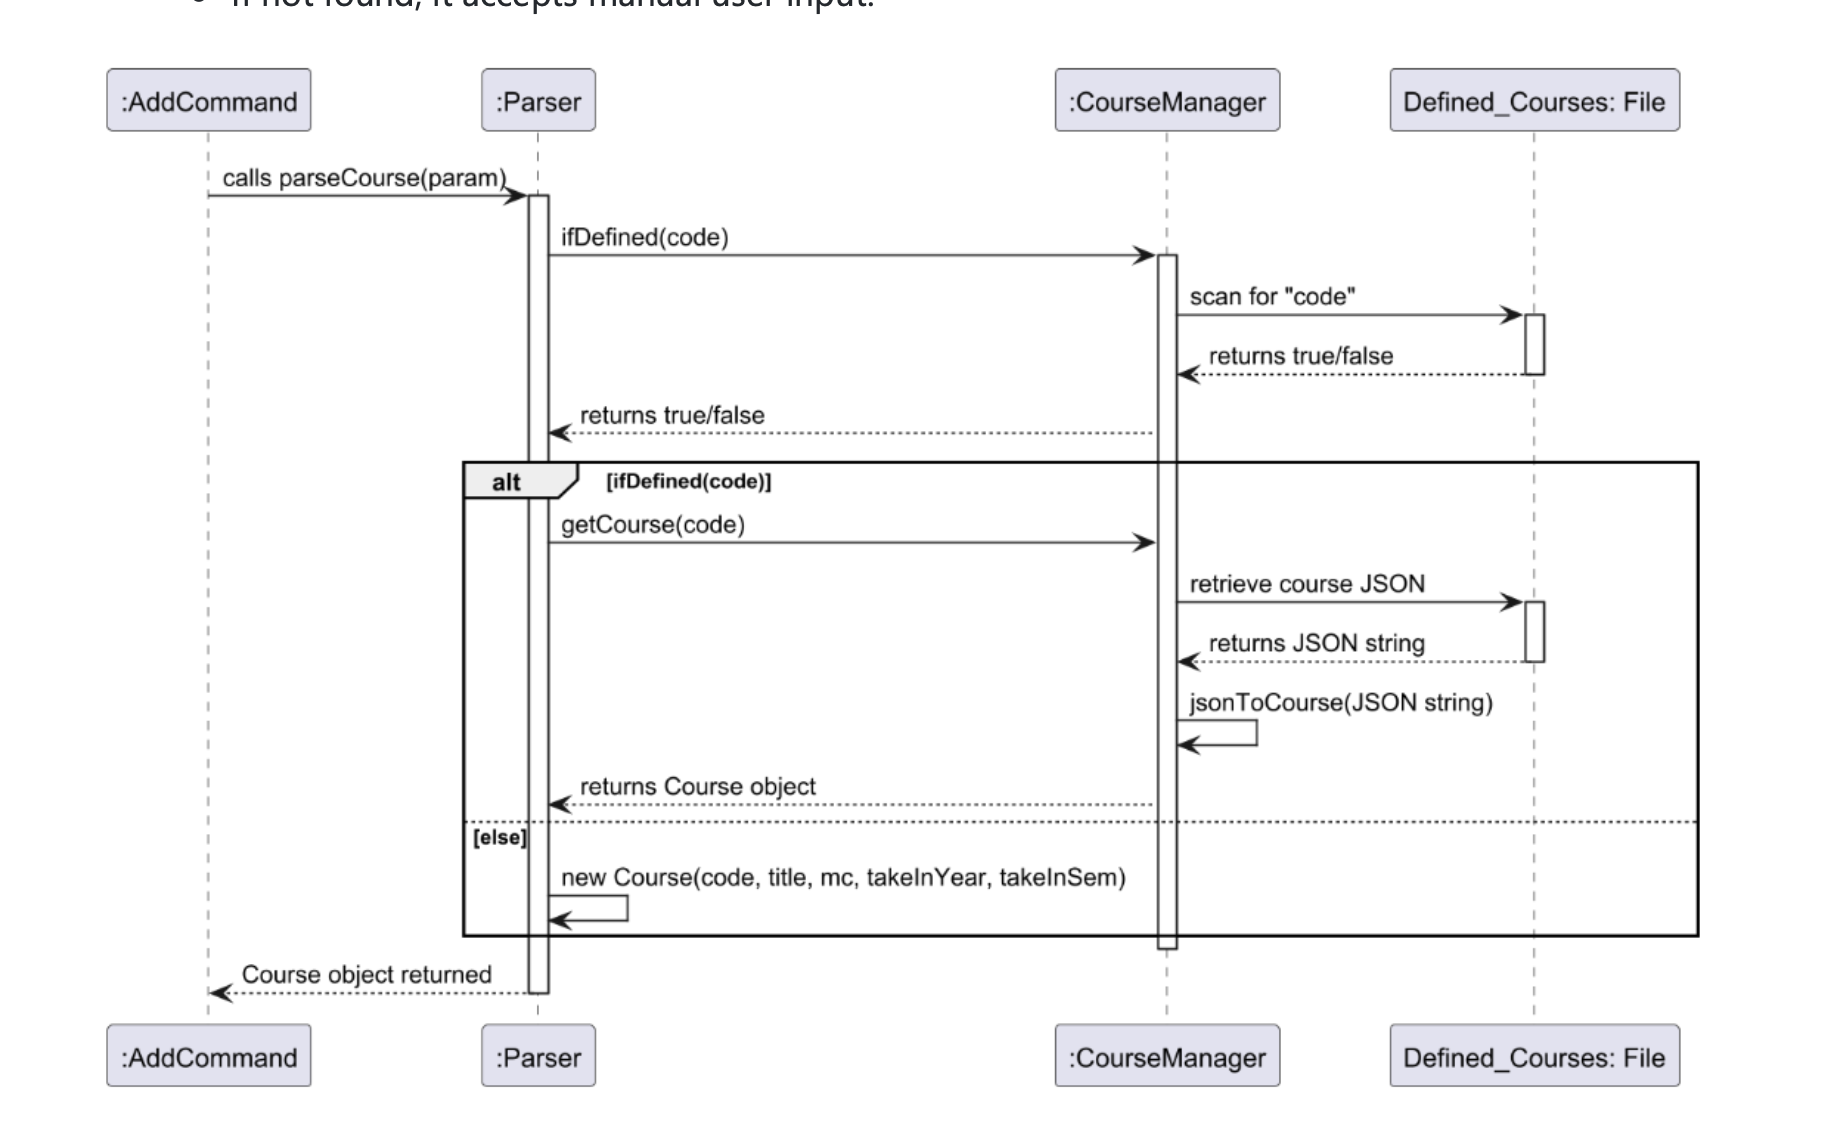 If not found, it accepts manual user input.
:AddCommand
:Parser
:CourseManager
Defined_Courses: File
calls parseCourse(param)
ifDefined(code)
scan for "code"
returns true/false
returns true/false
alt
[ifDefined(code)]
getCourse(code)
retrieve course JSON
returns JSON string
jsonToCourse(JSON string)
returns Course object
[else]
new Course(code, title, mc, takeInYear, takeInSem)
Course object returned
:AddCommand
:Parser
:CourseManager
Defined_Courses: File